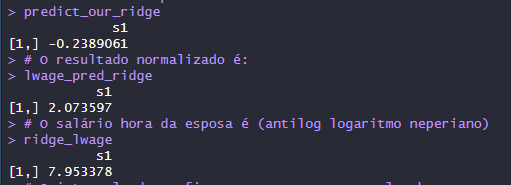 > predict_our_ridge
s1
[1,] -0.2389061
> # O resultado normalizado é:
> lwage_pred_ridge
s1
[1,] 2.073597
> # O salário hora da esposa é (antilog logaritmo neperiano)
> ridge_lwage
s1
[1,] 7.953378